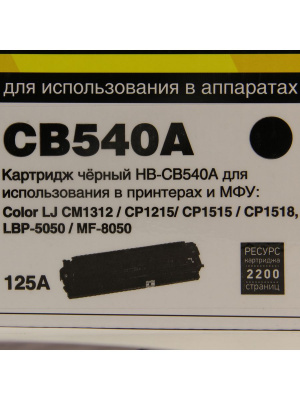 для использования в аппаратах
CB540A
Картридж чёрный HB-CB540A для
использования в принтерах и МФУ:
Color LJ CM1312 / CP1215/ CP1515 / CP1518,
LBP-5050 / MF-8050
125A
РЕСУРС
картриджа
2200
страниц